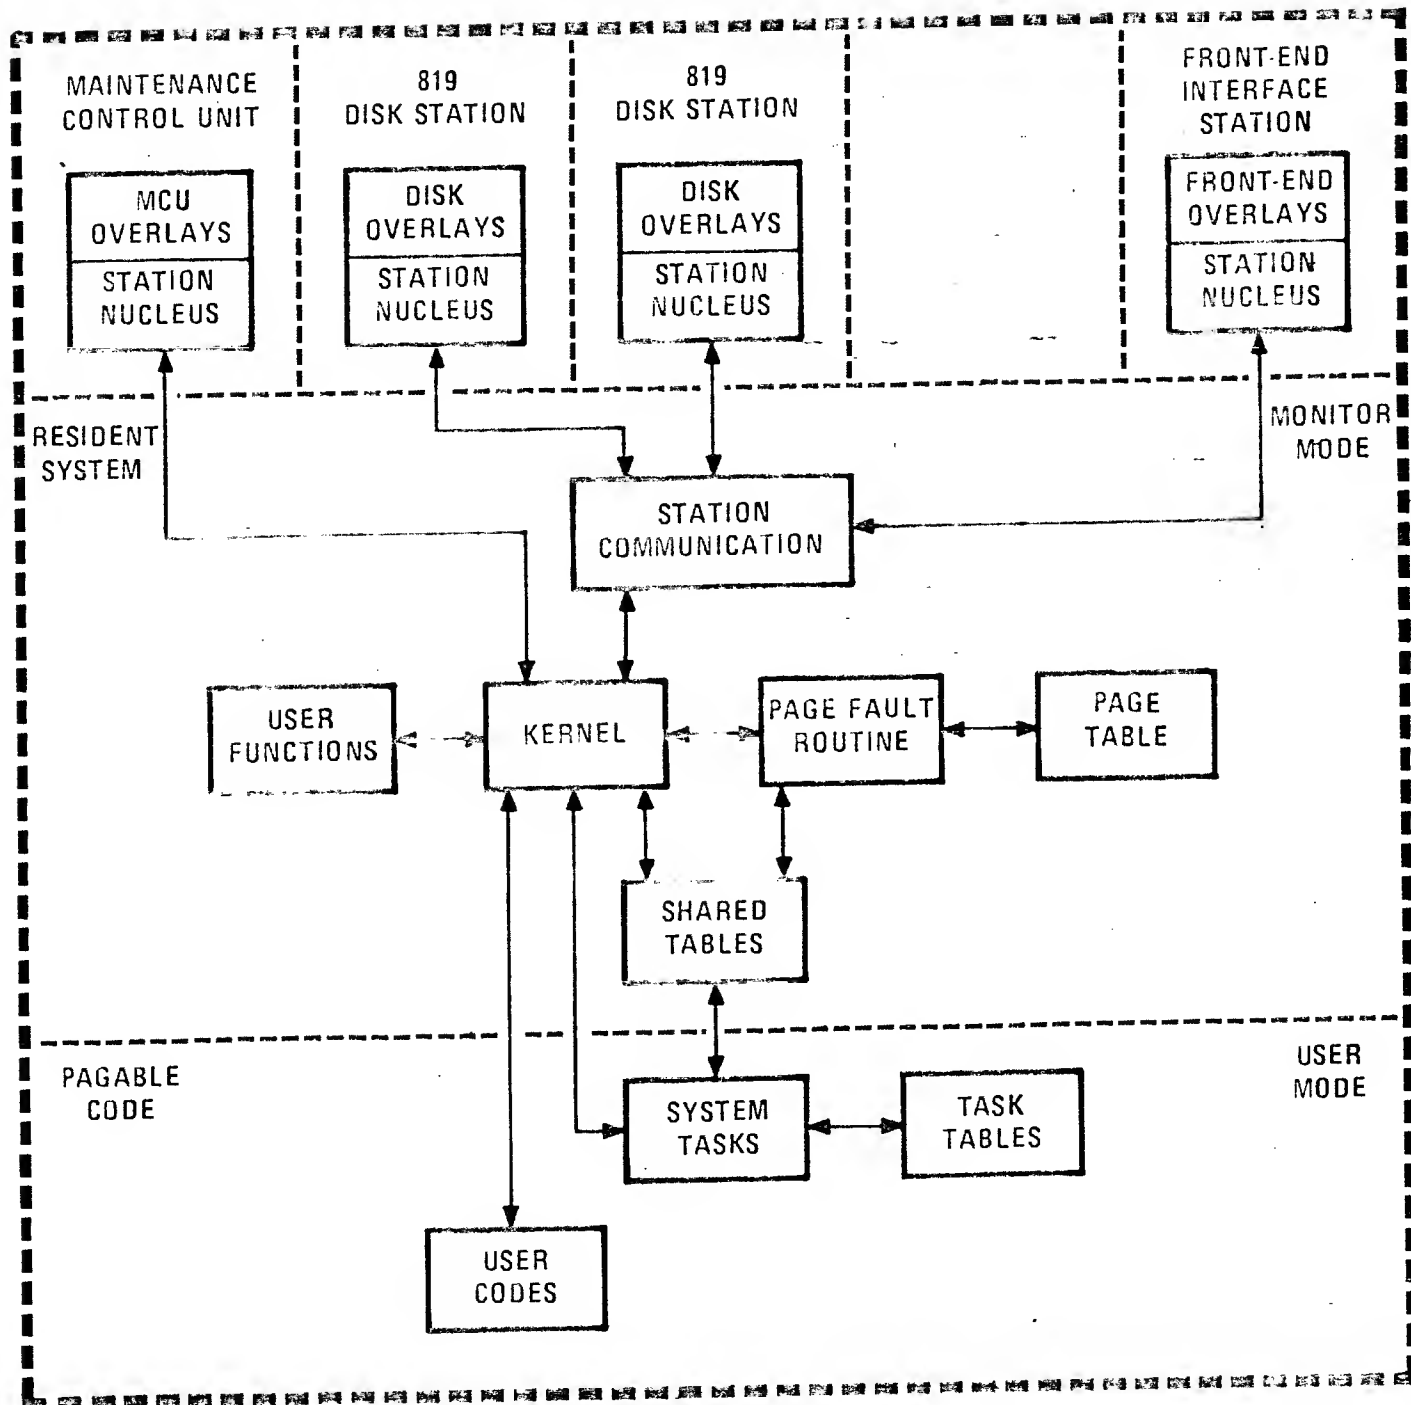 MAINTENANCE
CONTROL UNIT
819
DISK STATION
819
DISK STATION
FRONT-END
INTERFACE
STATION
MCU
OVERLAYS
STATION
NUCLEUS
DISK
OVERLAYS
STATION
NUCLEUS
DISK
OVERLAYS
STATION
NUCLEUS
FRONT-END
OVERLAYS
STATION
NUCLEUS
RESIDENT
SYSTEM
MONITOR
MODE
STATION
COMMUNICATION
USER
FUNCTIONS
KERNEL
PAGE FAULT
ROUTINE
PAGE
TABLE
SHARED
TABLES
PAGABLE
CODE
USER
MODE
SYSTEM
TASKS
TASK
TABLES
USER
CODES